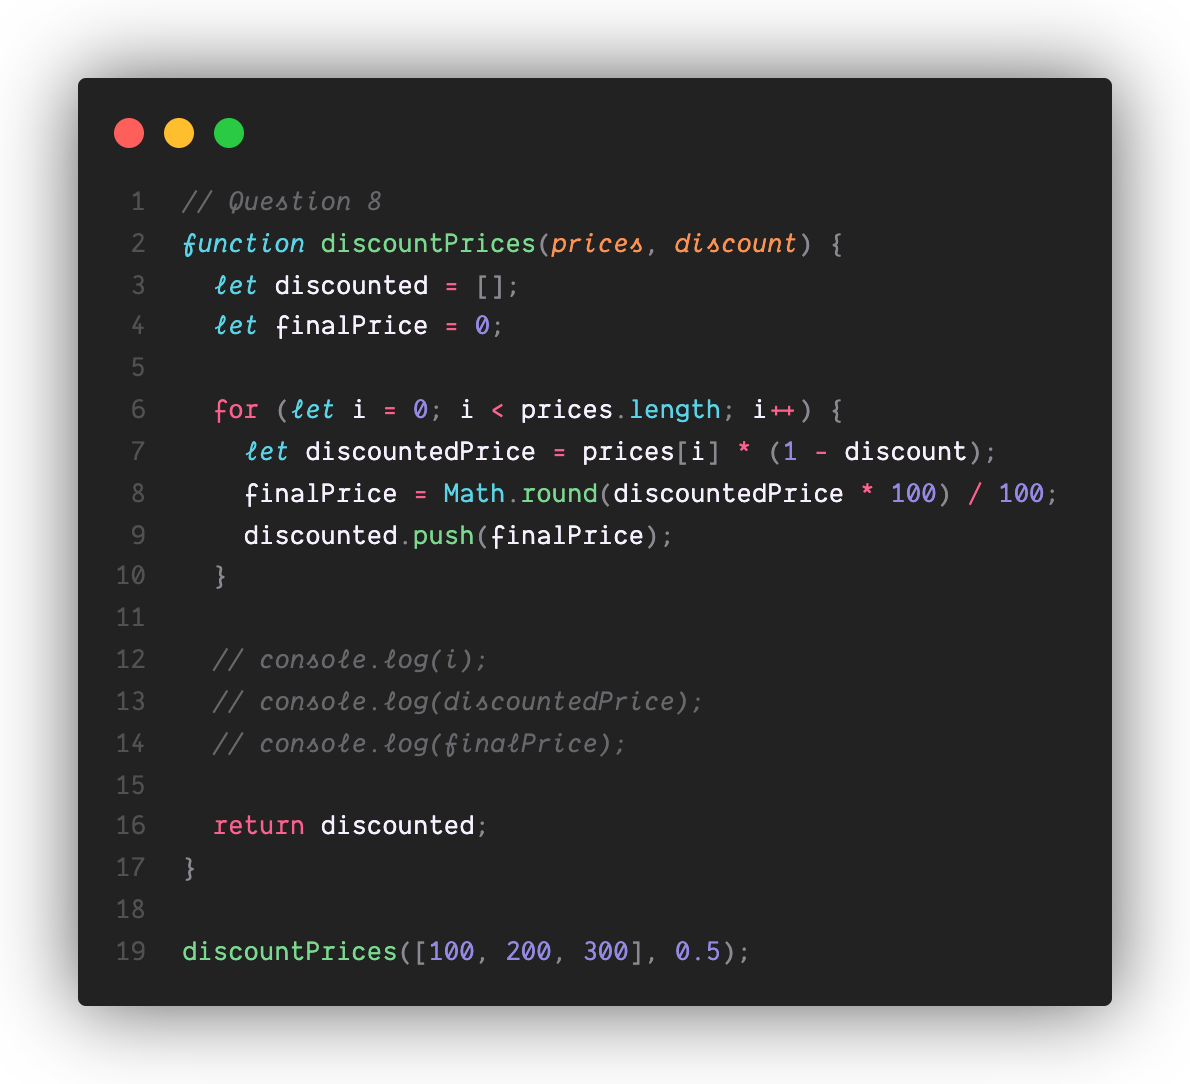 1 // Question 8
2 function discountPrices(prices, discount) {
3   let discounted = [];
4   let finalPrice = 0;
5
6   for (let i = 0; i < prices.length; i++) {
7     let discountedPrice = prices[i] * (1 - discount);
8     finalPrice = Math.round(discountedPrice * 100) / 100;
9     discounted.push(finalPrice);
10   }
11
12   // console.log(i);
13   // console.log(discountedPrice);
14   // console.log(finalPrice);
15
16   return discounted;
17 }
18
19 discountPrices([100, 200, 300], 0.5);